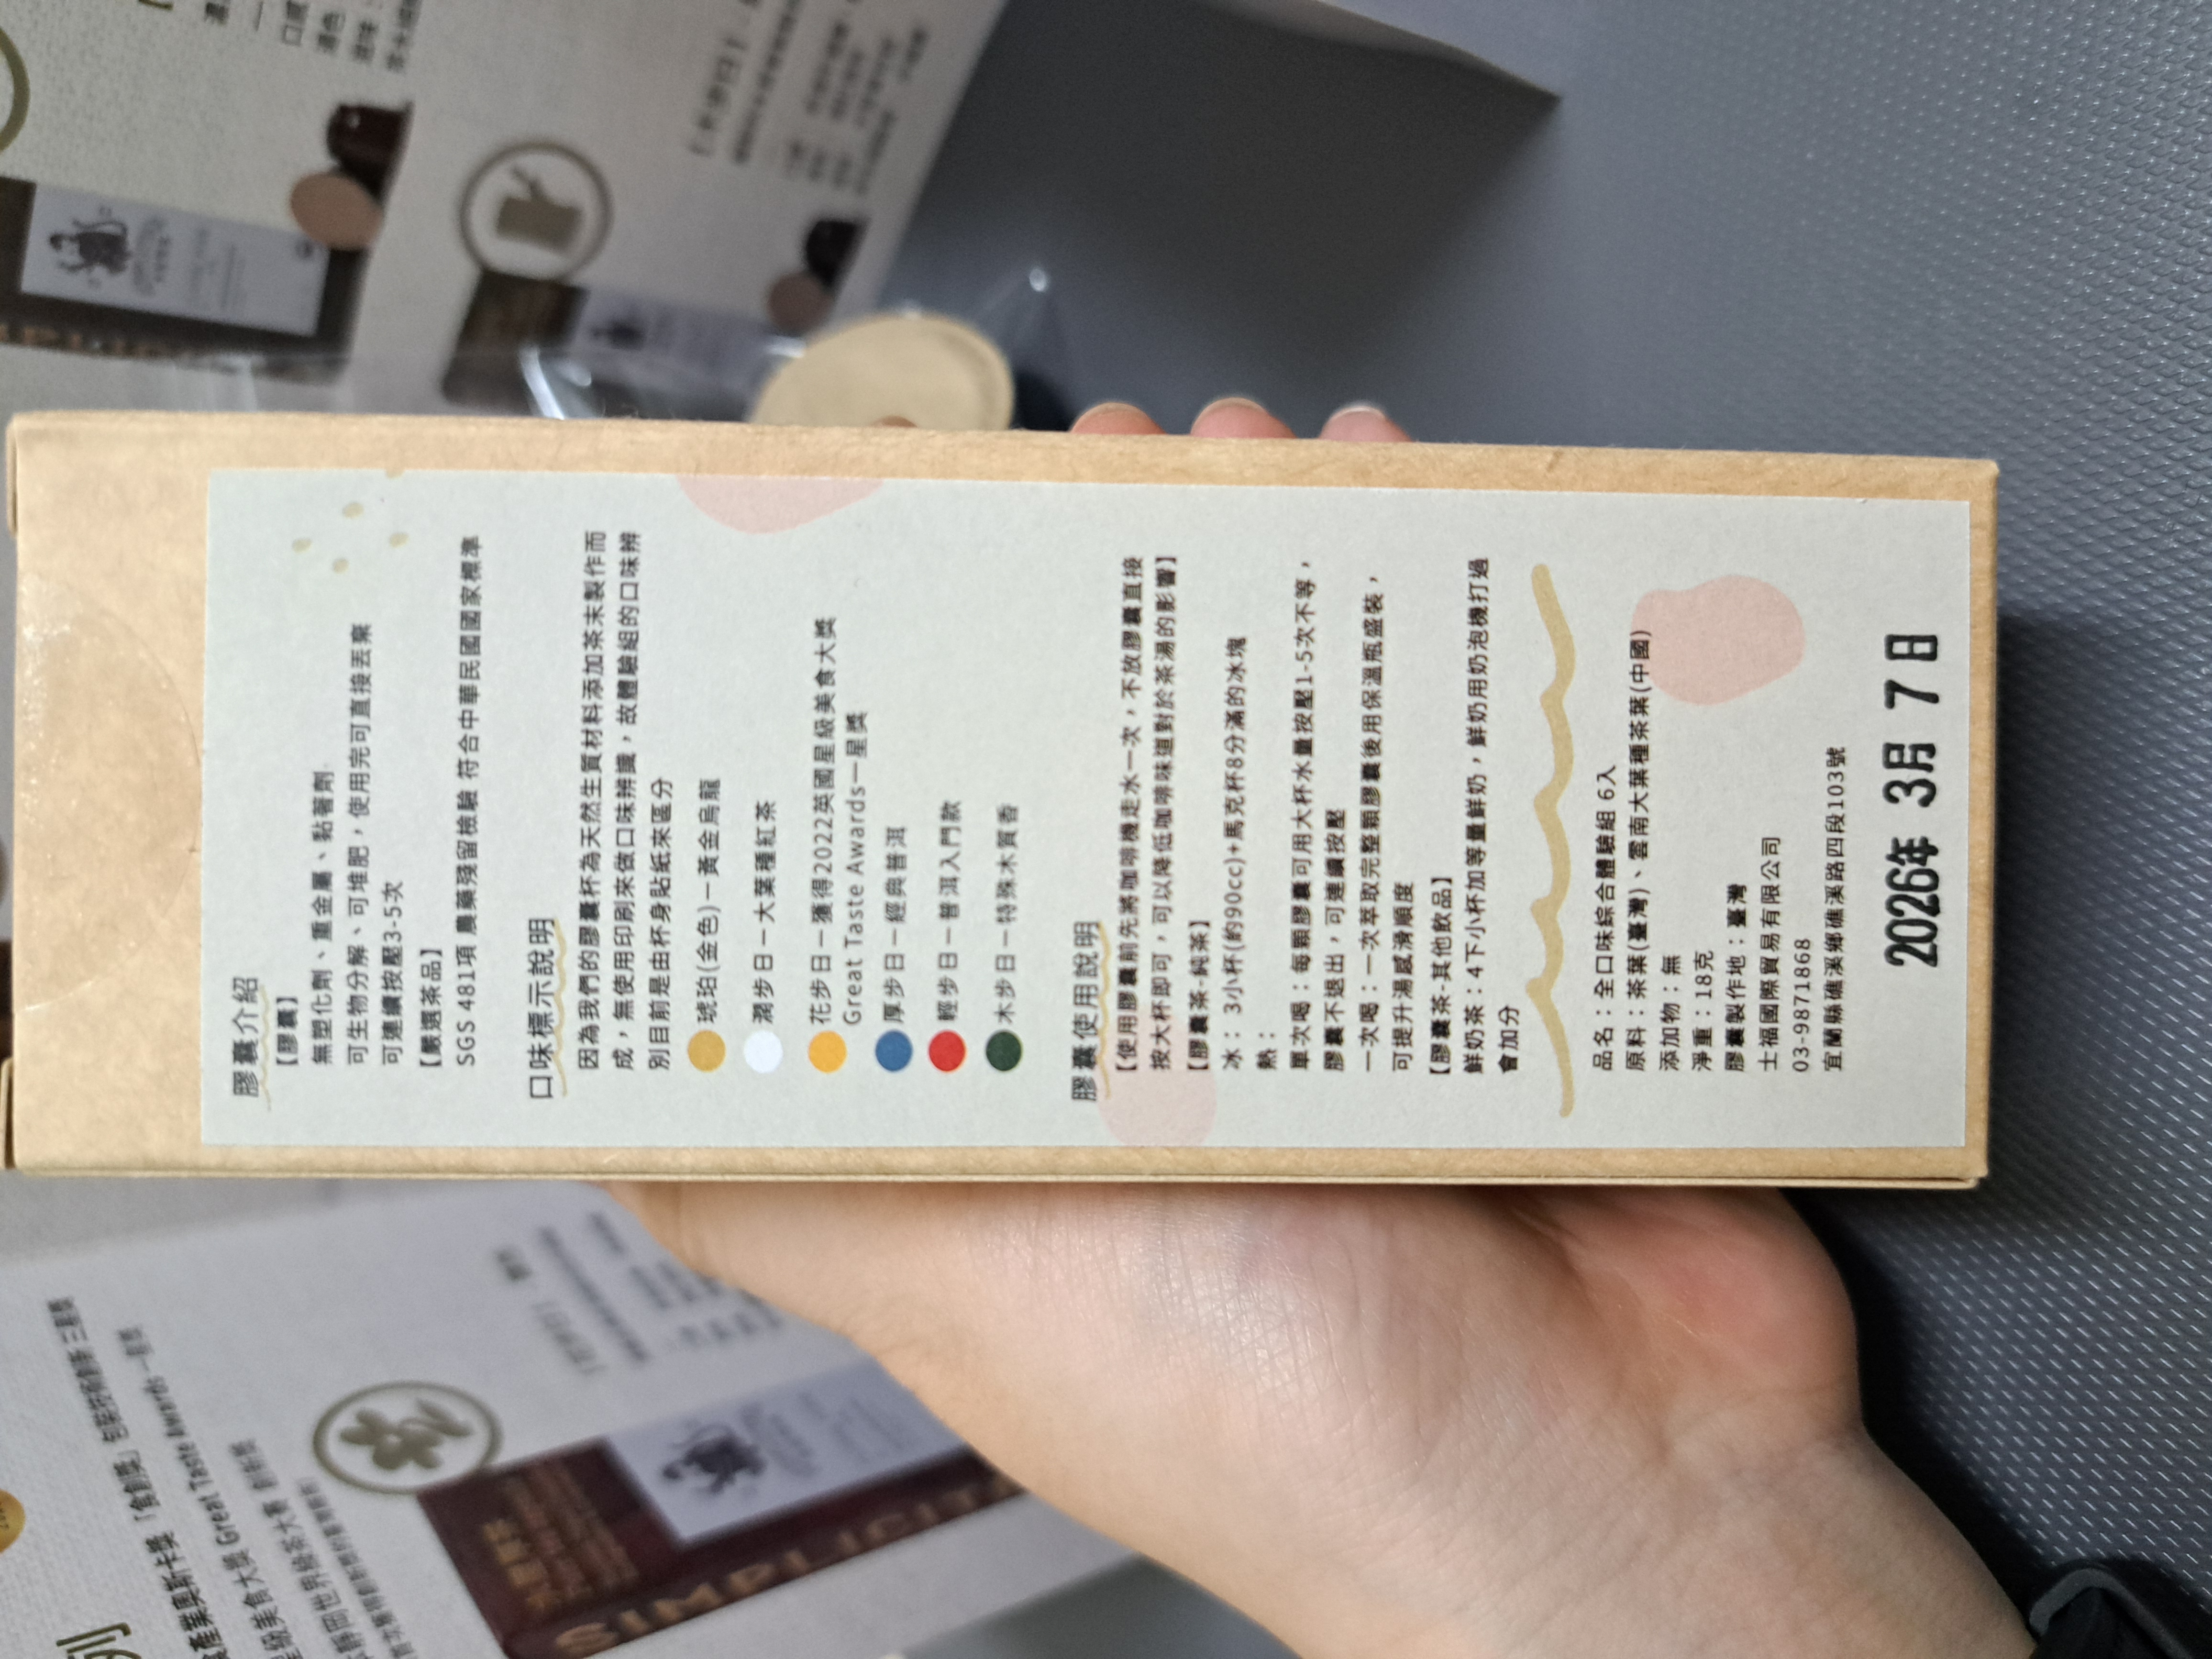 膠囊介紹
【膠囊】
無塑化劑、重金屬、黏著劑
可生物分解、可堆肥，使用完可直接丟棄
可連續按壓3-5次
【嚴選茶品】
SGS 481項 農藥殘留檢驗 符合中華民國國家標準
口味標示說明
因為我們的膠囊杯為天然生質材料添加茶末製作而
成，無使用印刷來做口味辨識，故體驗組的口味辨
別目前是由杯身貼紙來區分
琥珀(金色)－黃金烏龍
潤步日－大葉種紅茶
花步日－獲得2022英國星級美食大獎
Great Taste Awards一星獎
厚步日－經典普洱
輕步日－普洱入門款
木步日－特殊木質香
膠囊使用說明
【使用膠囊前先將咖啡機走水一次，不放膠囊直接
按大杯即可，可以降低咖啡味道對於茶湯的影響】
【膠囊茶-純茶】
冰：3小杯(約90cc)+馬克杯8分滿的冰塊
熱：
單次喝：每顆膠囊可用大杯水量按壓1-5次不等，
膠囊不退出，可連續按壓
一次喝：一次萃取完整顆膠囊後用保溫瓶盛裝，
可提升湯感滑順度
【膠囊茶-其他飲品】
鮮奶茶：4下小杯加等量鮮奶，鮮奶用奶泡機打過
會加分
品名：全口味綜合體驗組 6入
原料：茶葉(臺灣)、雲南大葉種茶葉(中國)
添加物：無
淨重：18克
膠囊製作地：臺灣
士福國際貿易有限公司
03-9871868
宜蘭縣礁溪鄉礁溪路四段103號
2026年 3月 7日
星級美食大獎 Great Taste Awards 一星獎
SIMPLICITY